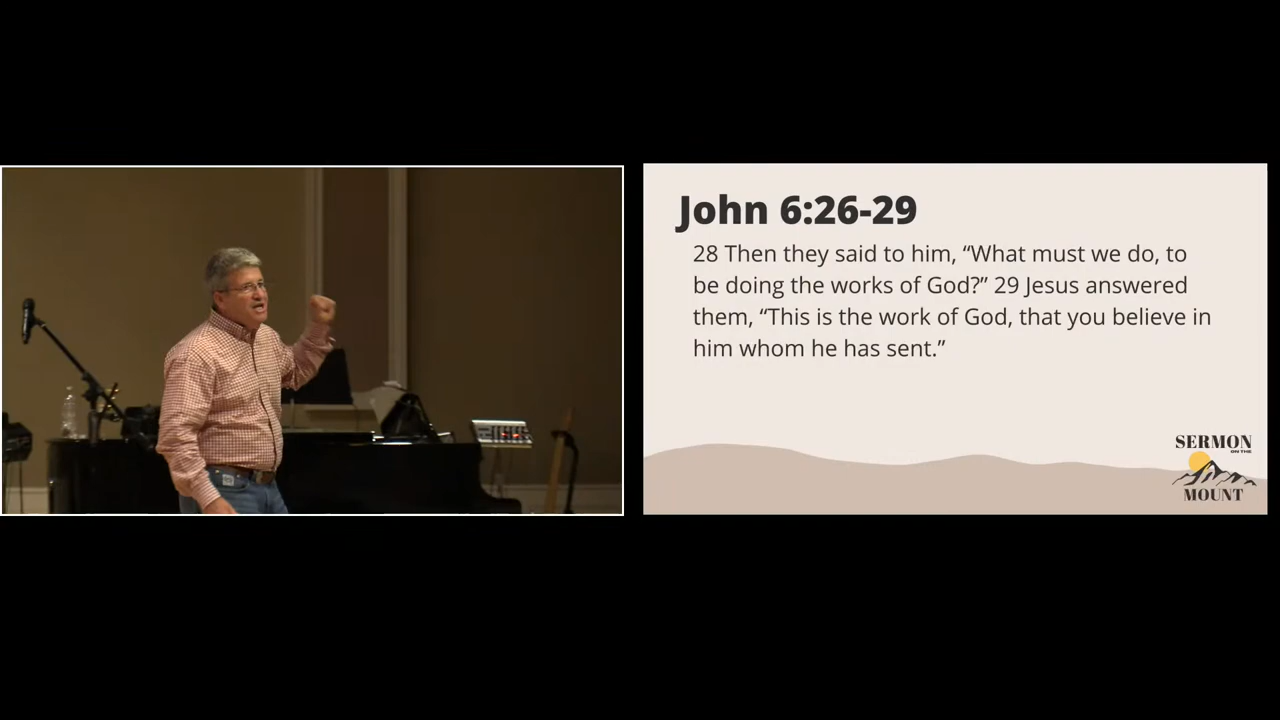 John 6:26-29
28 Then they said to him, “What must we do, to
be doing the works of God?” 29 Jesus answered
them, “This is the work of God, that you believe in
him whom he has sent.”
SERMON
ON THE
MOUNT